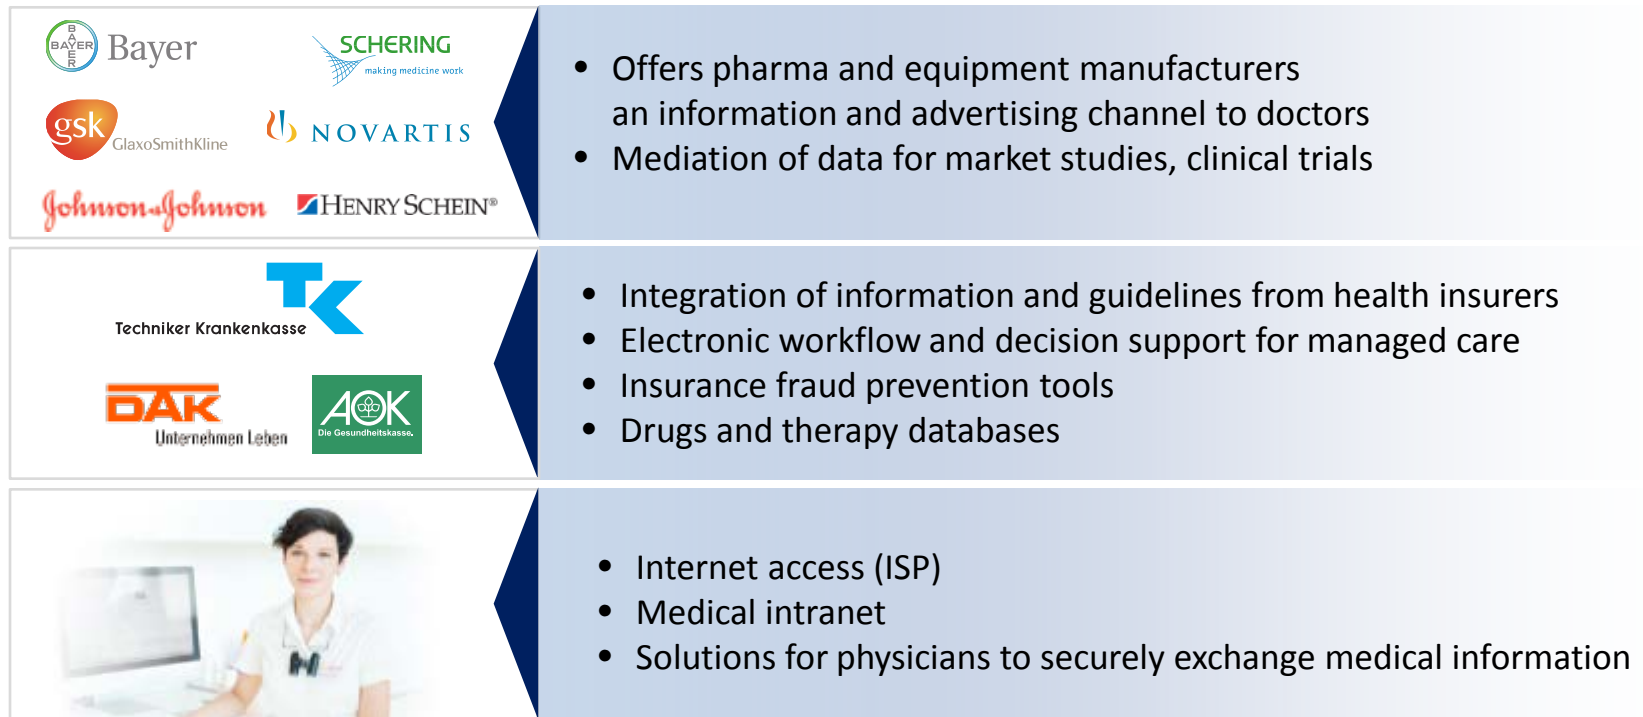 BAYER
BAYER
Bayer
SCHERING
making medicine work
gsk
GlaxoSmithKline
NOVARTIS
Johnson & Johnson
HENRY SCHEIN®
• Offers pharma and equipment manufacturers
an information and advertising channel to doctors
• Mediation of data for market studies, clinical trials
TK
Techniker Krankenkasse
DAK
Unternehmen Leben
AOK
Die Gesundheitskasse.
• Integration of information and guidelines from health insurers
• Electronic workflow and decision support for managed care
• Insurance fraud prevention tools
• Drugs and therapy databases
• Internet access (ISP)
• Medical intranet
• Solutions for physicians to securely exchange medical information